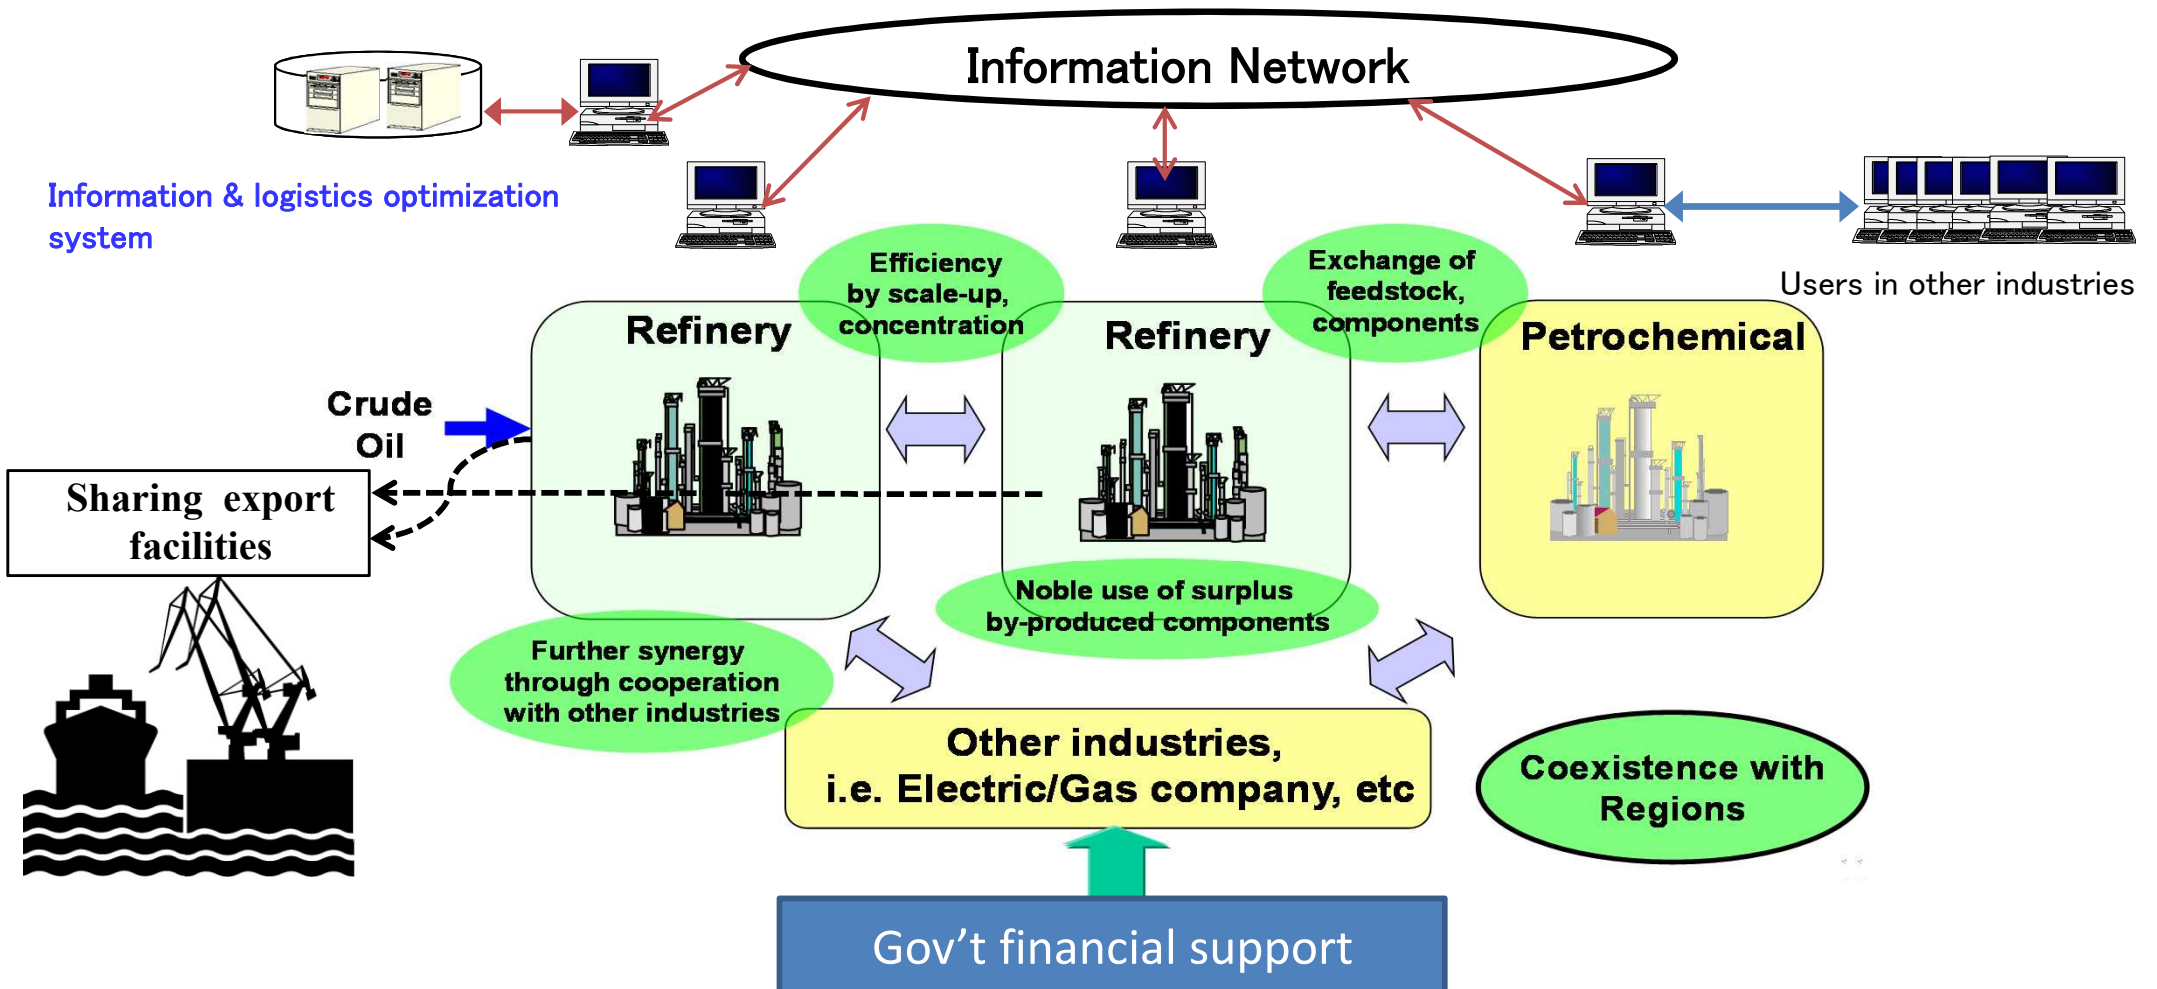 Information Network
Information & logistics optimization
system
Users in other industries
Efficiency
by scale-up,
concentration
Exchange of
feedstock,
components
Refinery
Refinery
Petrochemical
Crude
Oil
Sharing export
facilities
Noble use of surplus
by-produced components
Further synergy
through cooperation
with other industries
Other industries,
i.e. Electric/Gas company, etc
Coexistence with
Regions
Gov’t financial support